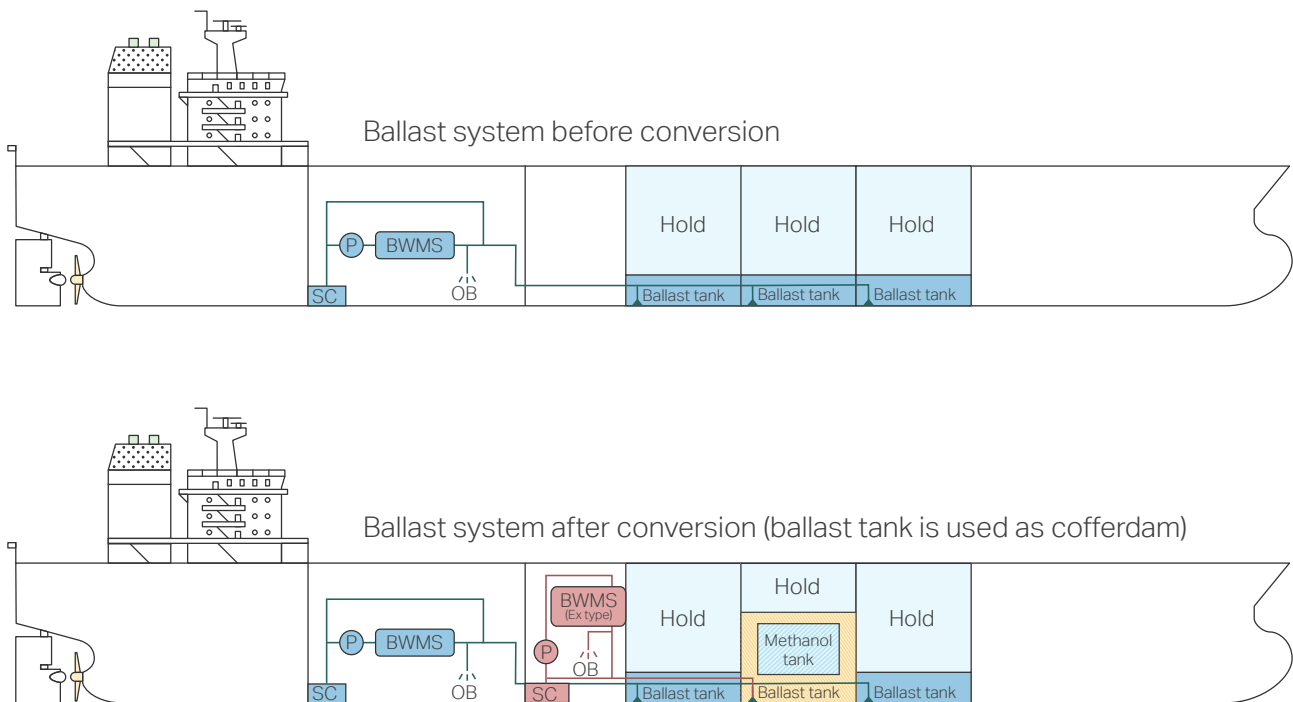 Ballast system before conversion
Hold
Hold
Hold
P
BWMS
SC
OB
Ballast tank
Ballast tank
Ballast tank
Ballast system after conversion (ballast tank is used as cofferdam)
Hold
BWMS
(Ex type)
Hold
Hold
P
BWMS
P
Methanol
tank
OB
SC
OB
SC
Ballast tank
Ballast tank
Ballast tank